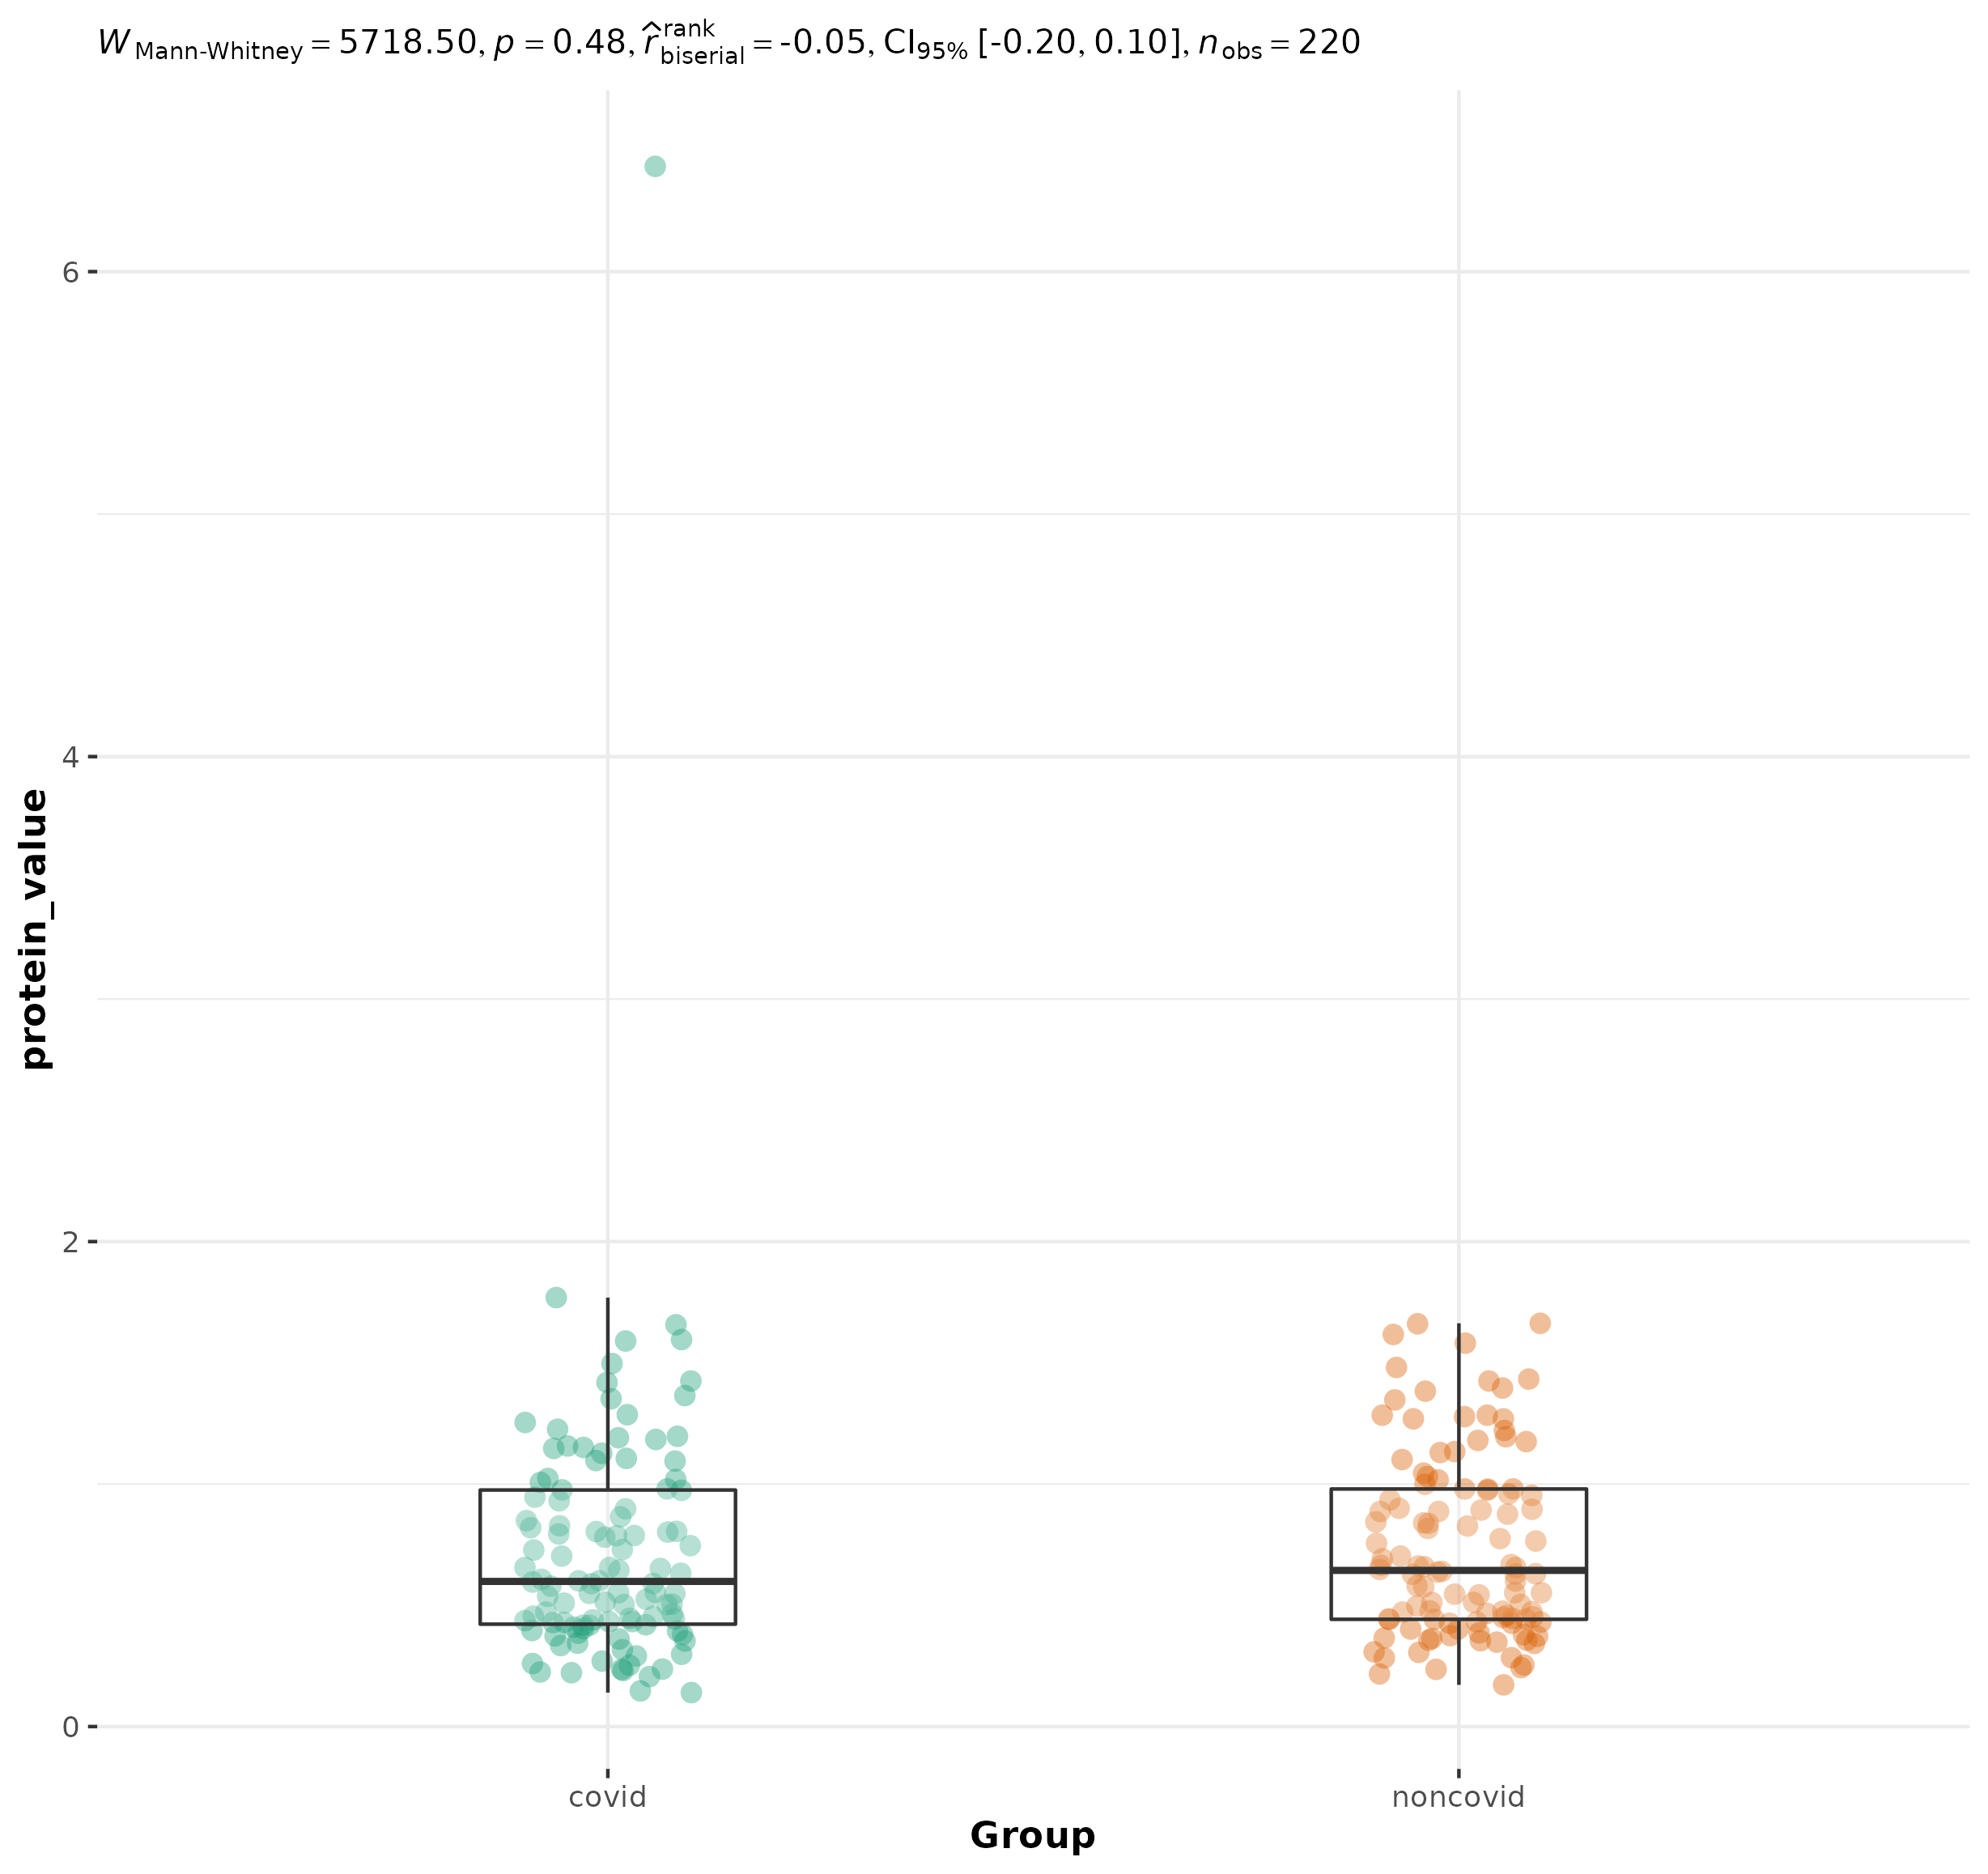 W Mann-Whitney = 5718.50, p = 0.48, r̂ rank biserial = -0.05, CI95% [-0.20, 0.10], nobs = 220
6
4
2
0
protein_value
covid noncovid
Group